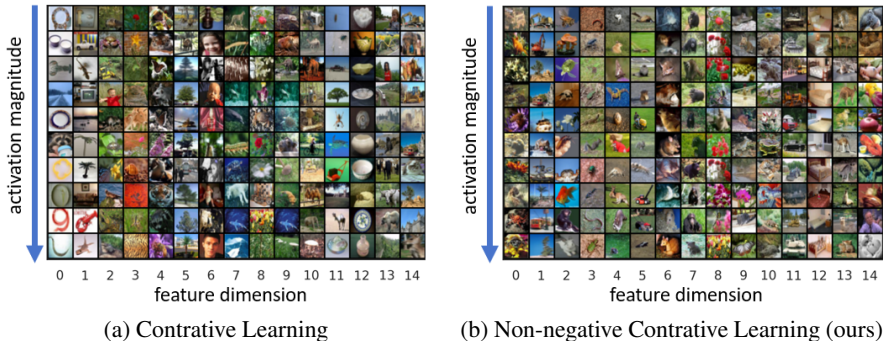 activation magnitude
0 1 2 3 4 5 6 7 8 9 10 11 12 13 14
feature dimension
(a) Contrative Learning
activation magnitude
0 1 2 3 4 5 6 7 8 9 10 11 12 13 14
feature dimension
(b) Non-negative Contrative Learning (ours)